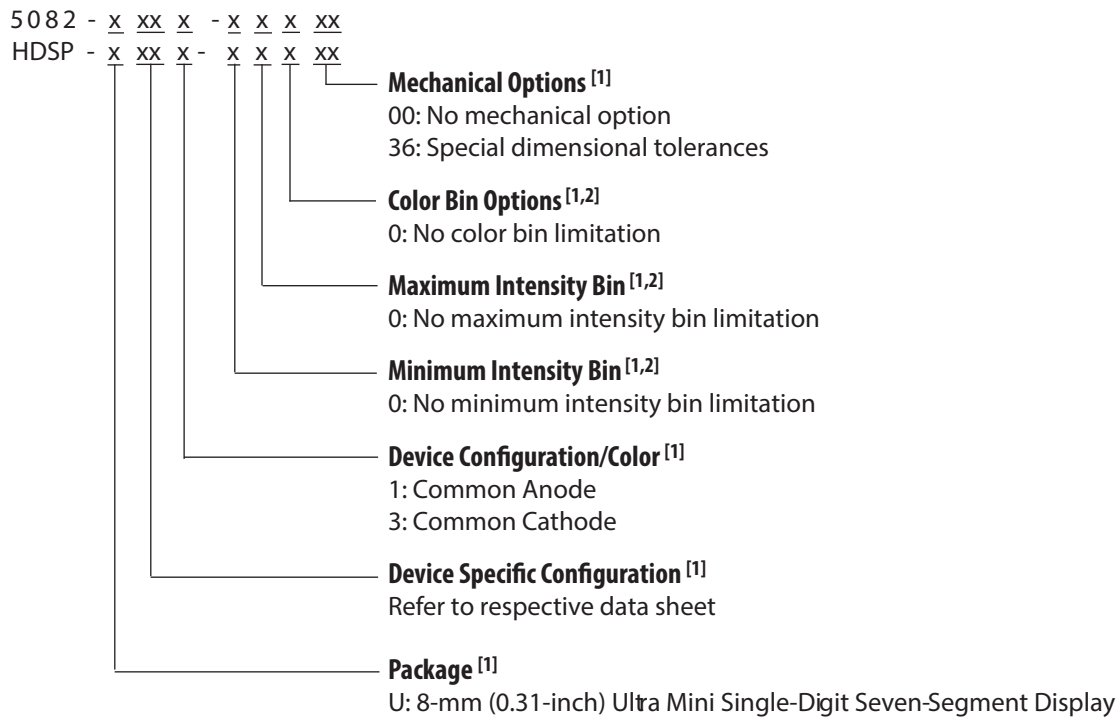 5082 - x xx x - x x x xx
HDSP - x xx x - x x x xx
Mechanical Options [1]
00: No mechanical option
36: Special dimensional tolerances
Color Bin Options [1,2]
0: No color bin limitation
Maximum Intensity Bin [1,2]
0: No maximum intensity bin limitation
Minimum Intensity Bin [1,2]
0: No minimum intensity bin limitation
Device Configuration/Color [1]
1: Common Anode
3: Common Cathode
Device Specific Configuration [1]
Refer to respective data sheet
Package [1]
U: 8-mm (0.31-inch) Ultra Mini Single-Digit Seven-Segment Display